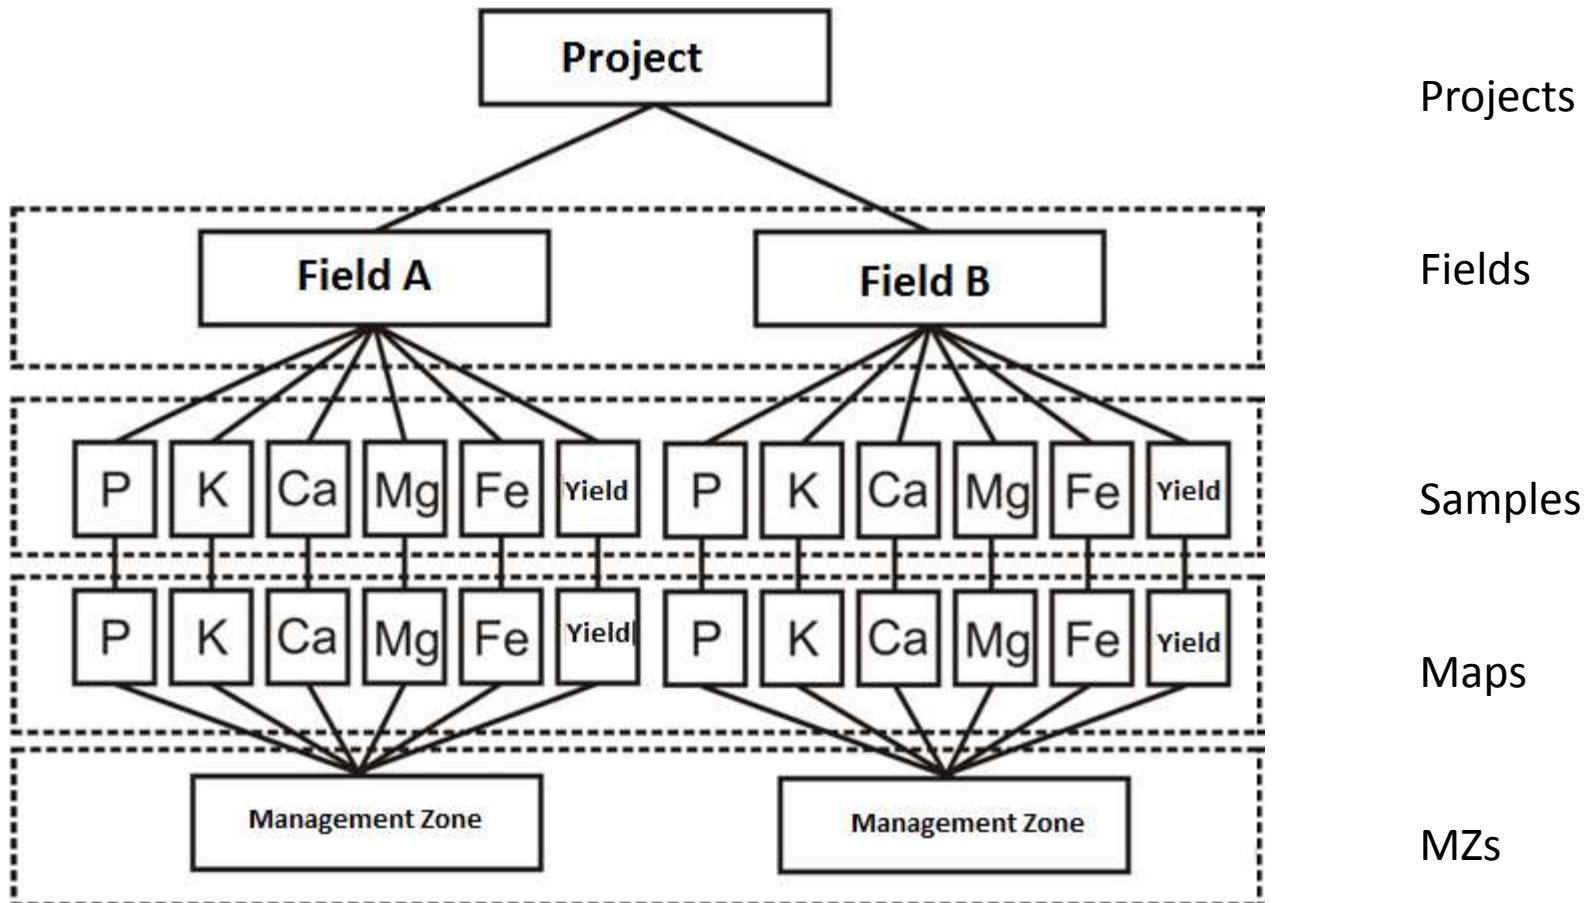 Project
Projects
Field A
Field B
Fields
P K Ca Mg Fe Yield P K Ca Mg Fe Yield
Samples
P K Ca Mg Fe Yield P K Ca Mg Fe Yield
Maps
Management Zone
Management Zone
MZs